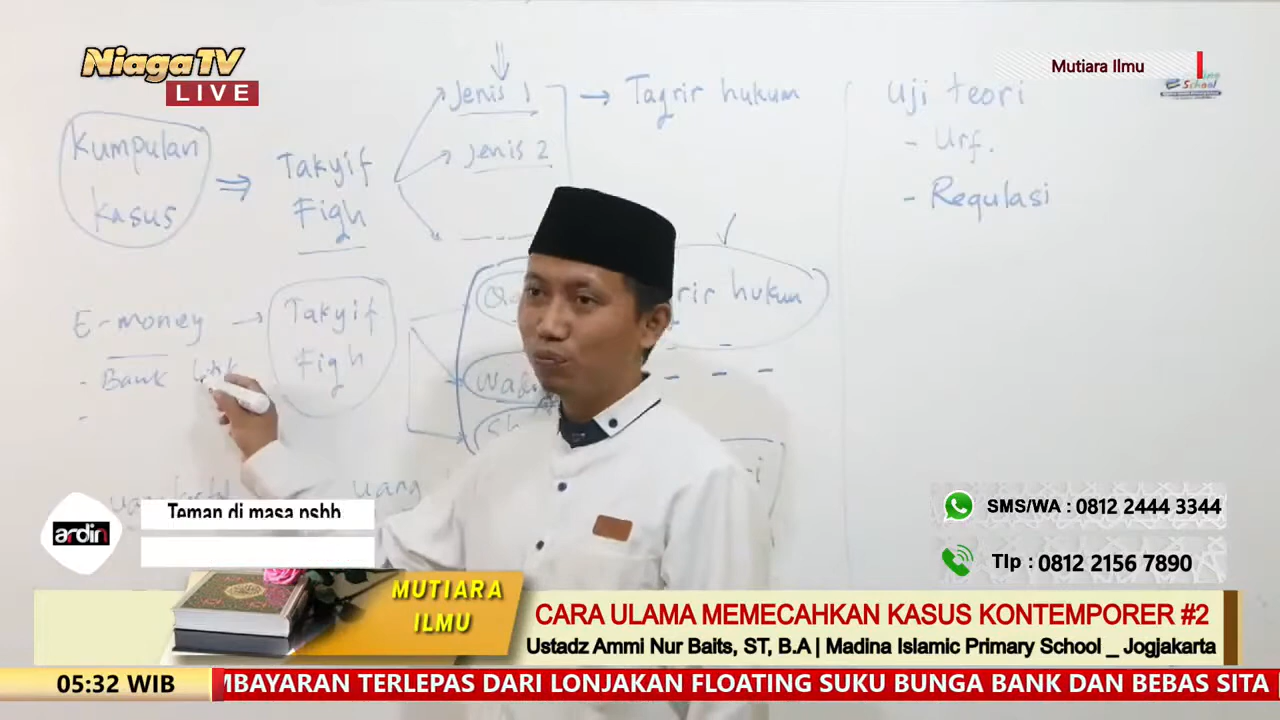 NiagaTV
LIVE
Mutiara Ilmu
School
Kumpulan
kasus
Takyif
Fiqh
Jenis 1
Jenis 2
Taqrir hukum
Uji teori
- Urf.
- Regulasi
E-money
- Bank
-
Takyif
Fiqh
rir hukum
uang
ardin
Teman di masa pshh
SMS/WA : 0812 2444 3344
Tlp : 0812 2156 7890
MUTIARA
ILMU
CARA ULAMA MEMECAHKAN KASUS KONTEMPORER #2
Ustadz Ammi Nur Baits, ST, B.A | Madina Islamic Primary School _ Jogjakarta
05:32 WIB
MBAYARAN TERLEPAS DARI LONJAKAN FLOATING SUKU BUNGA BANK DAN BEBAS SITA